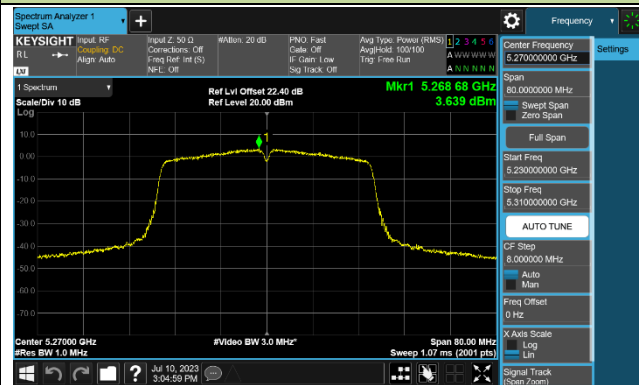 Spectrum Analyzer 1
Swept SA
Frequency
KEYSIGHT
RL
LXI
Input: RF
Coupling: DC
Align: Auto
Input Z: 50 Ω
Corrections: Off
Freq Ref: Int (S)
NFE: Off
#Atten: 20 dB
PNO: Fast
Gate: Off
IF Gain: Low
Sig Track: Off
Avg Type: Power (RMS)
Avg|Hold: 100/100
Trig: Free Run
1 2 3 4 5 6
A W W W W W
A N N N N N
1 Spectrum
Scale/Div 10 dB
Log
Ref Lvl Offset 22.40 dB
Ref Level 20.00 dBm
Mkr1 5.268 68 GHz
3.639 dBm
1
10.0
0.00
-10.0
-20.0
-30.0
-40.0
-50.0
-60.0
-70.0
Center 5.27000 GHz
#Res BW 1.0 MHz
#Video BW 3.0 MHz*
Span 80.00 MHz
Sweep 1.07 ms (2001 pts)
Center Frequency
5.270000000 GHz
Settings
Span
80.0000000 MHz
Swept Span
Zero Span
Full Span
Start Freq
5.230000000 GHz
Stop Freq
5.310000000 GHz
AUTO TUNE
CF Step
8.000000 MHz
Auto
Man
Freq Offset
0 Hz
X Axis Scale
Log
Lin
Signal Track
(Span Zoom)
?
Jul 10, 2023
3:04:59 PM